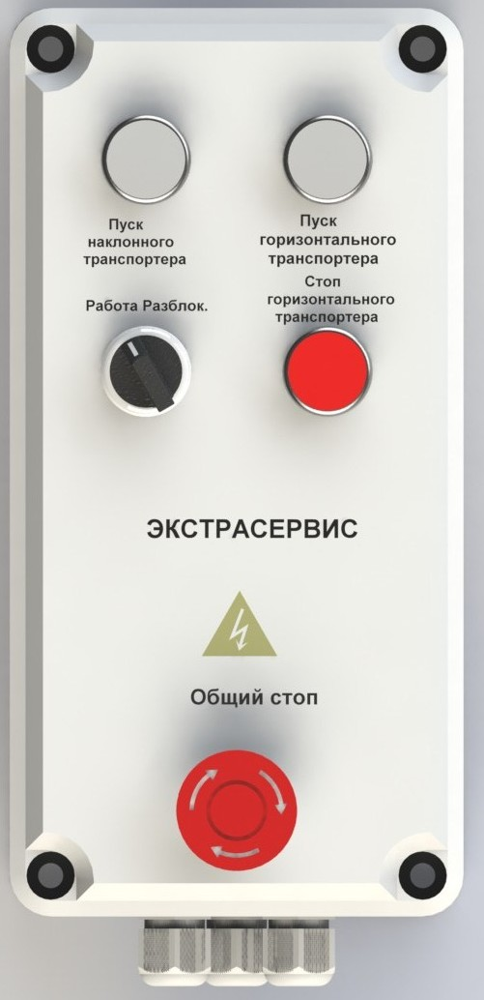 Пуск
наклонного
транспортера
Пуск
горизонтального
транспортера
Работа Разблок.
Стоп
горизонтального
транспортера
ЭКСТРАСЕРВИС
Общий стоп